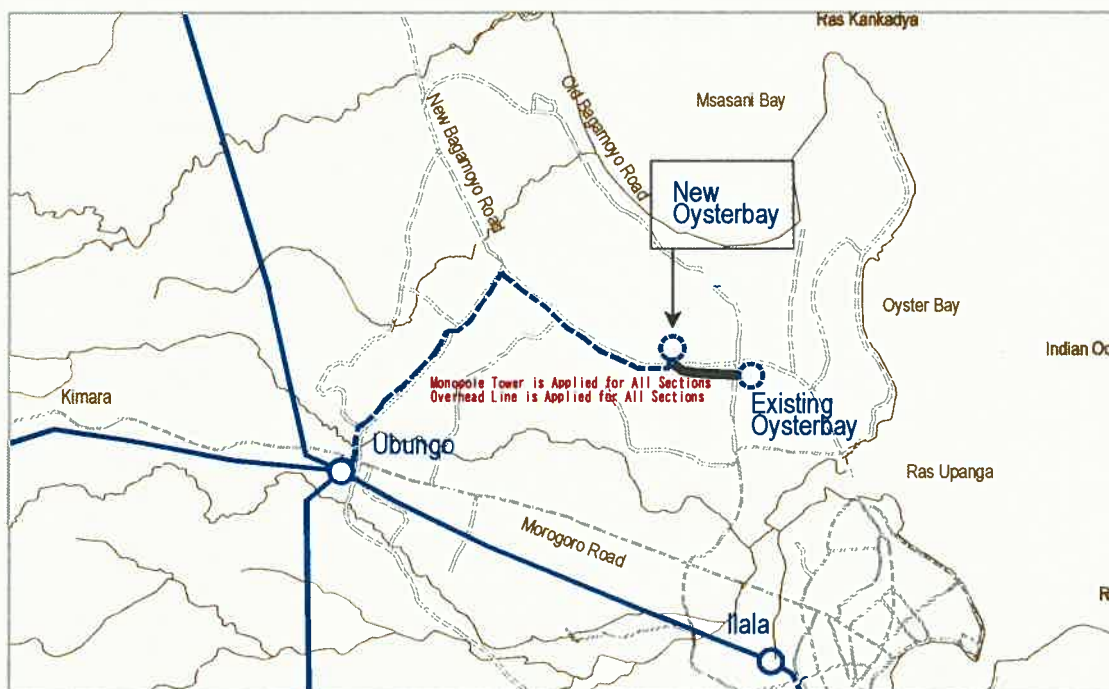 Ras Kankadya
Msasani Bay
Old Bagamoyo Road
New Bagamoyo Road
New
Oysterbay
Oyster Bay
Indian Oc
Monopole Tower is Applied for All Sections
Overhead Line is Applied for All Sections
Kimara
Existing
Oysterbay
Ubungo
Ras Upanga
Morogoro Road
R
Ilala